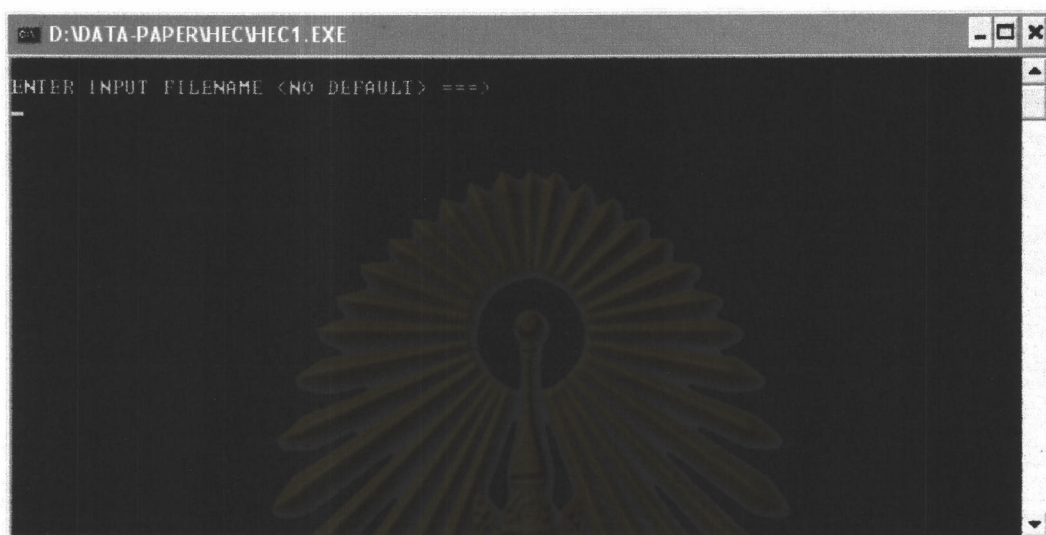 D:\DATA-PAPER\HEC\HEC1.EXE
ENTER INPUT FILENAME <NO DEFAULT> ===>